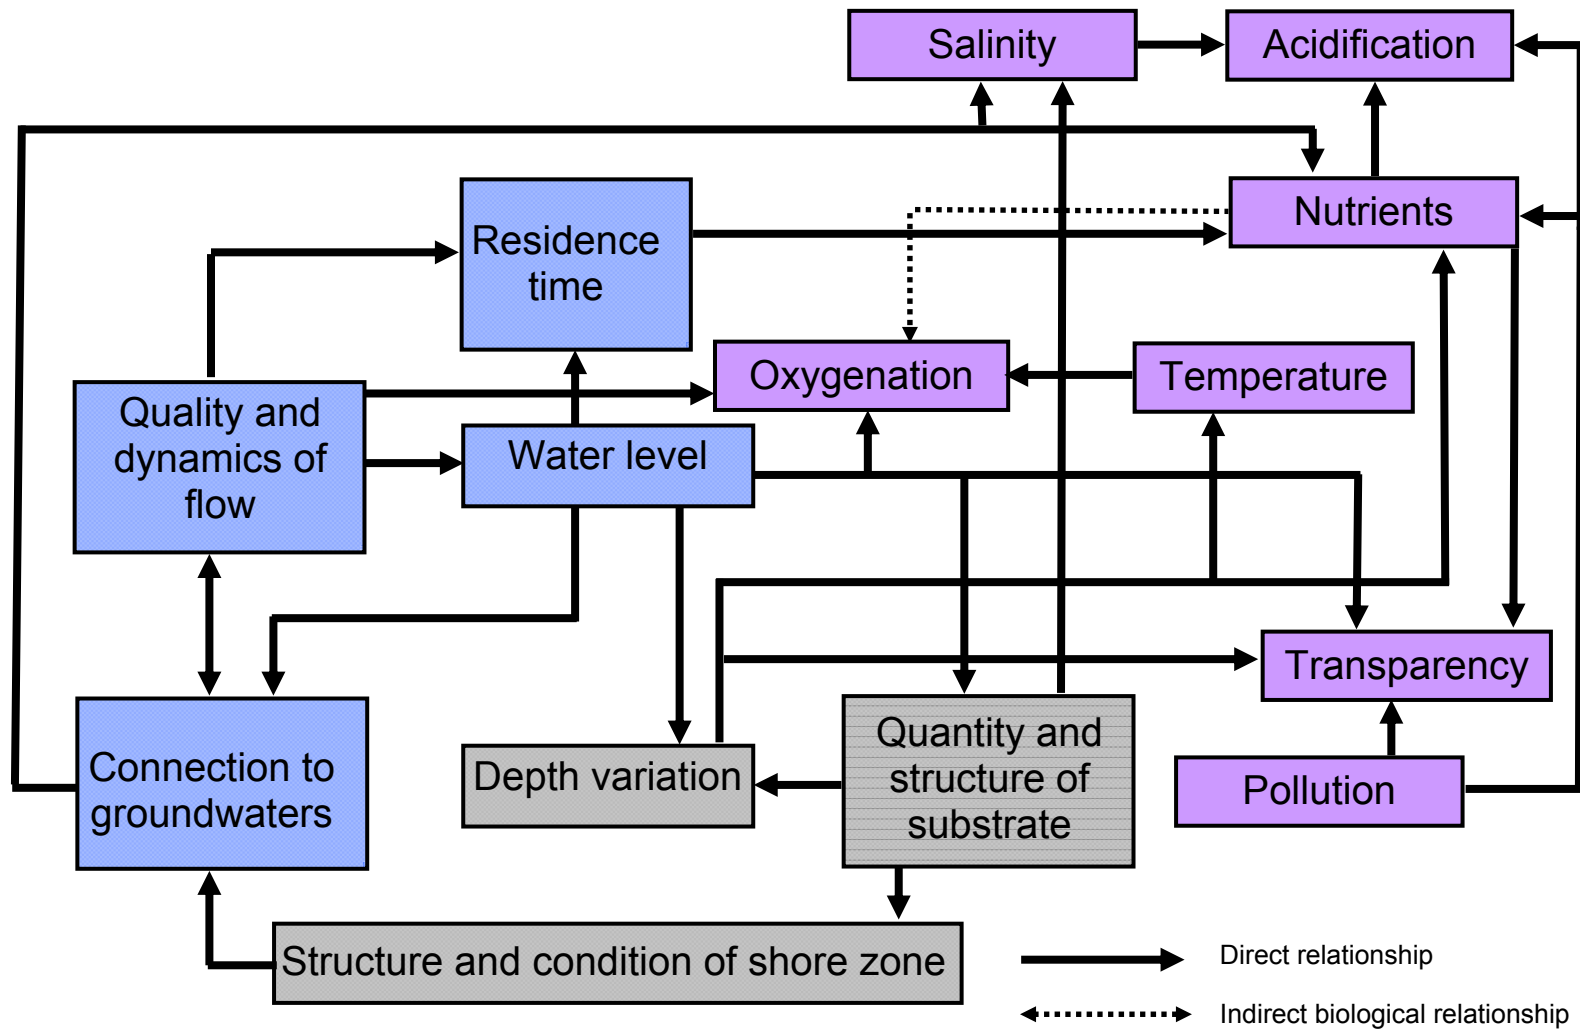 Salinity
Acidification
Nutrients
Residence
time
Oxygenation
Temperature
Quality and
dynamics of
flow
Water level
Transparency
Connection to
groundwaters
Depth variation
Quantity and
structure of
substrate
Pollution
Structure and condition of shore zone
Direct relationship
Indirect biological relationship